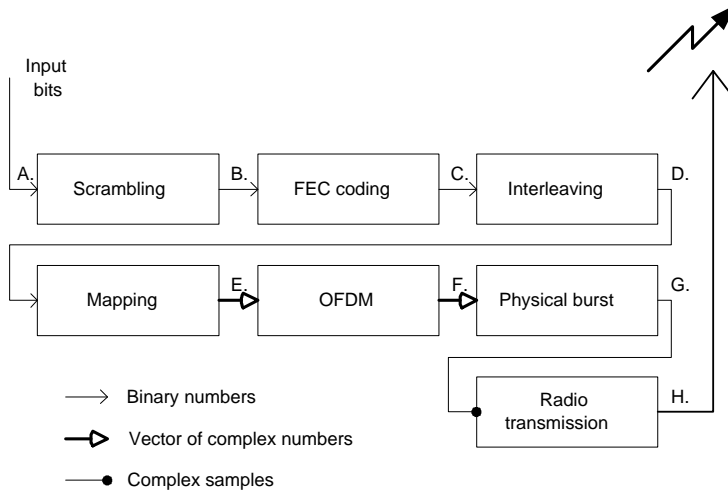 Input
bits
A.
Scrambling
B.
FEC coding
C.
Interleaving
D.
Mapping
E.
OFDM
F.
Physical burst
G.
Radio
transmission
H.
Binary numbers
Vector of complex numbers
Complex samples